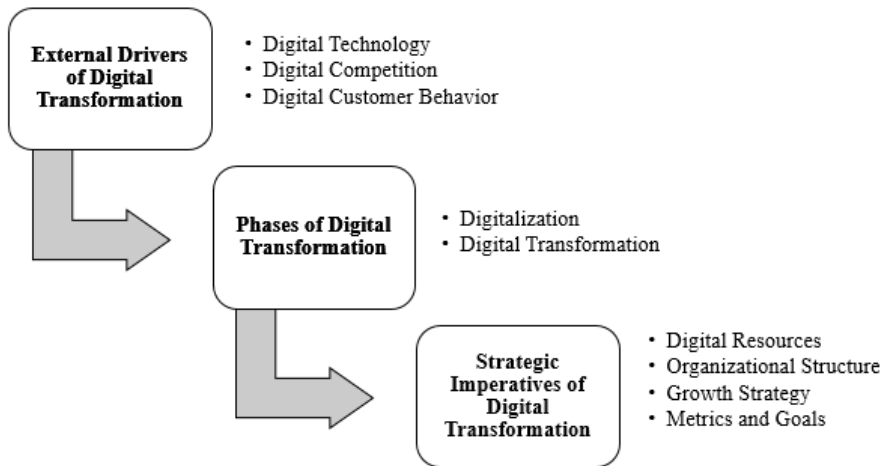 External Drivers
of Digital
Transformation
• Digital Technology
• Digital Competition
• Digital Customer Behavior
Phases of Digital
Transformation
• Digitalization
• Digital Transformation
Strategic
Imperatives of
Digital
Transformation
• Digital Resources
• Organizational Structure
• Growth Strategy
• Metrics and Goals